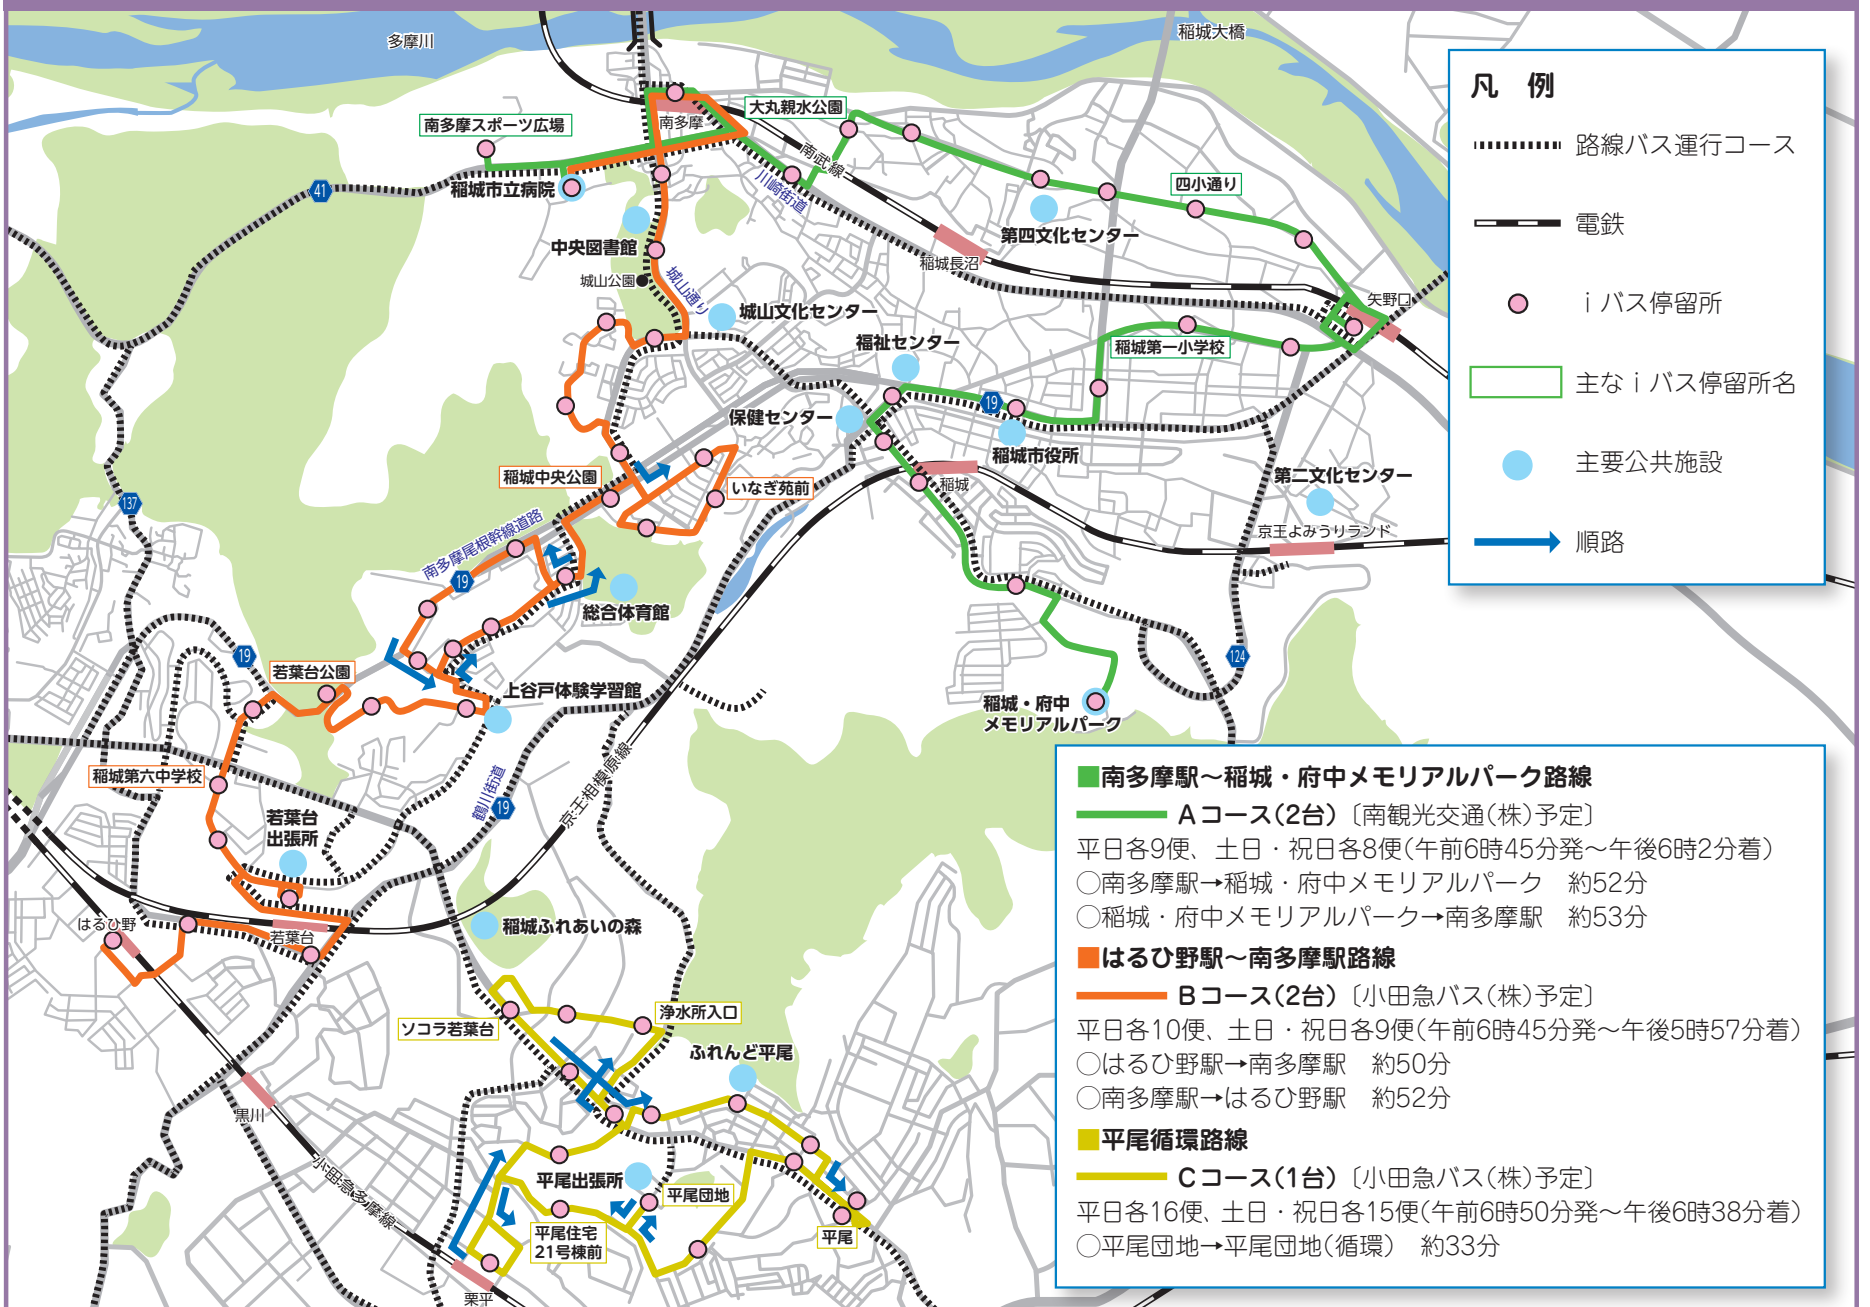 多摩川
稲城大橋
南多摩スポーツ広場
南多摩
大丸親水公園
南武線
川崎街道
四小通り
41
稲城市立病院
中央図書館
城山公園
城山通り
第四文化センター
稲城長沼
矢野口
城山文化センター
福祉センター
稲城第一小学校
保健センター
19
稲城市役所
稲城中央公園
いなぎ苑前
稲城
第二文化センター
京王よみうりランド
137
南多摩尾根幹線道路
19
総合体育館
19
若葉台公園
上谷戸体験学習館
124
稲城・府中
メモリアルパーク
稲城第六中学校
若葉台
出張所
鶴川街道
19
京王相模原線
はるひ野
若葉台
稲城ふれあいの森
ソコラ若葉台
浄水所入口
ふれんど平尾
黒川
小田急多摩線
平尾出張所
平尾団地
平尾住宅
21号棟前
平尾
栗平
凡 例
路線バス運行コース
電鉄
iバス停留所
主なiバス停留所名
主要公共施設
順路
■南多摩駅～稲城・府中メモリアルパーク路線
Aコース(2台)〔南観光交通(株)予定〕
平日各9便、土日・祝日各8便(午前6時45分発～午後6時2分着)
○南多摩駅→稲城・府中メモリアルパーク 約52分
○稲城・府中メモリアルパーク→南多摩駅 約53分
■はるひ野駅～南多摩駅路線
Bコース(2台)〔小田急バス(株)予定〕
平日各10便、土日・祝日各9便(午前6時45分発～午後5時57分着)
○はるひ野駅→南多摩駅 約50分
○南多摩駅→はるひ野駅 約52分
■平尾循環路線
Cコース(1台)〔小田急バス(株)予定〕
平日各16便、土日・祝日各15便(午前6時50分発～午後6時38分着)
○平尾団地→平尾団地(循環) 約33分